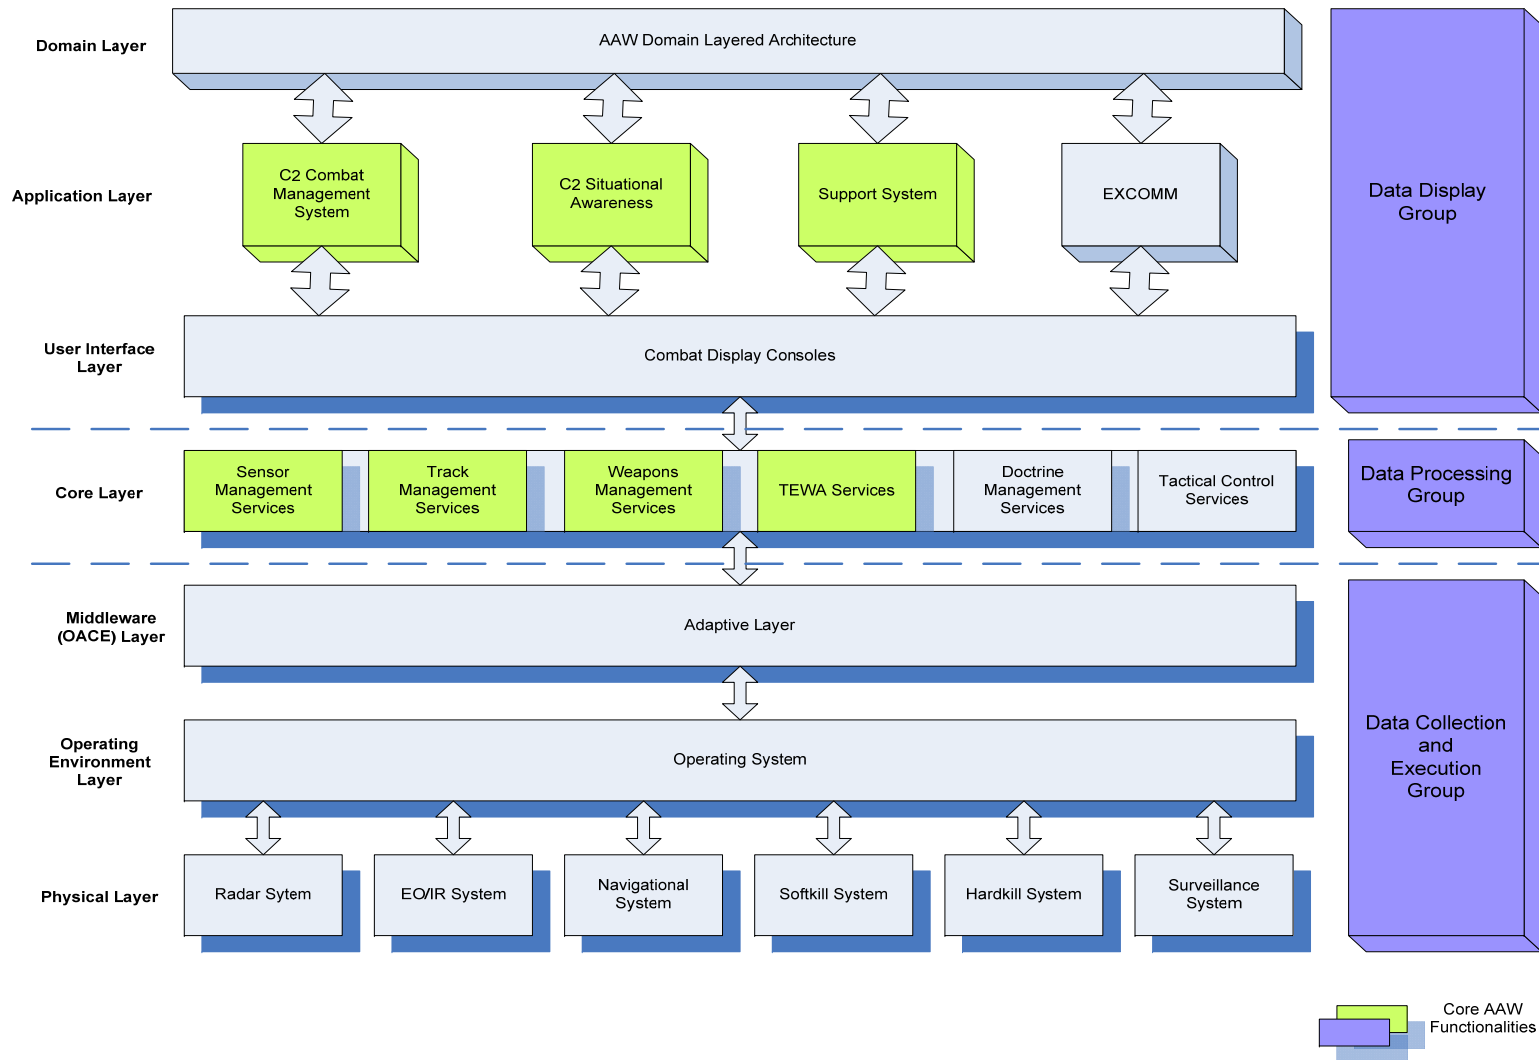 Domain Layer
AAW Domain Layered Architecture
Application Layer
C2 Combat
Management
System
C2 Situational
Awareness
Support System
EXCOMM
Data Display
Group
User Interface
Layer
Combat Display Consoles
Core Layer
Sensor
Management
Services
Track
Management
Services
Weapons
Management
Services
TEWA Services
Doctrine
Management
Services
Tactical Control
Services
Data Processing
Group
Middleware
(OACE) Layer
Adaptive Layer
Operating
Environment
Layer
Operating System
Data Collection
and
Execution
Group
Physical Layer
Radar Sytem
EO/IR System
Navigational
System
Softkill System
Hardkill System
Surveillance
System
Core AAW
Functionalities